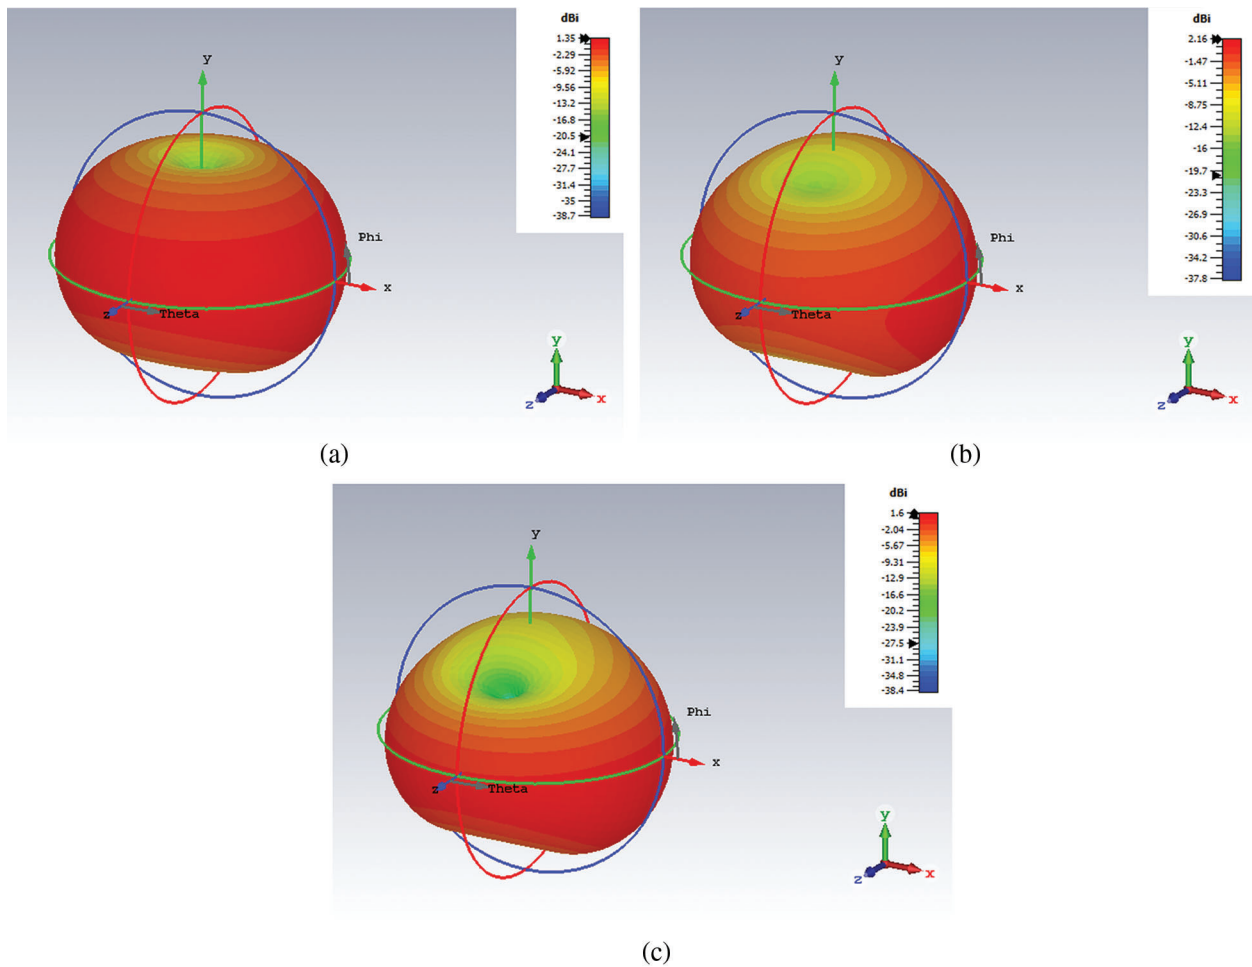 dBi
1.35
-2.29
-5.92
-9.56
-13.2
-16.8
-20.5
-24.1
-27.7
-31.4
-35
-38.7
y
Phi
x
z
Theta
y
z
x
(a)
dBi
2.16
-1.47
-5.11
-8.75
-12.4
-16
-19.7
-23.3
-26.9
-30.6
-34.2
-37.8
y
Phi
x
z
Theta
y
z
x
(b)
dBi
1.6
-2.04
-5.67
-9.31
-12.9
-16.6
-20.2
-23.9
-27.5
-31.1
-34.8
-38.4
y
Phi
x
z
Theta
y
z
x
(c)